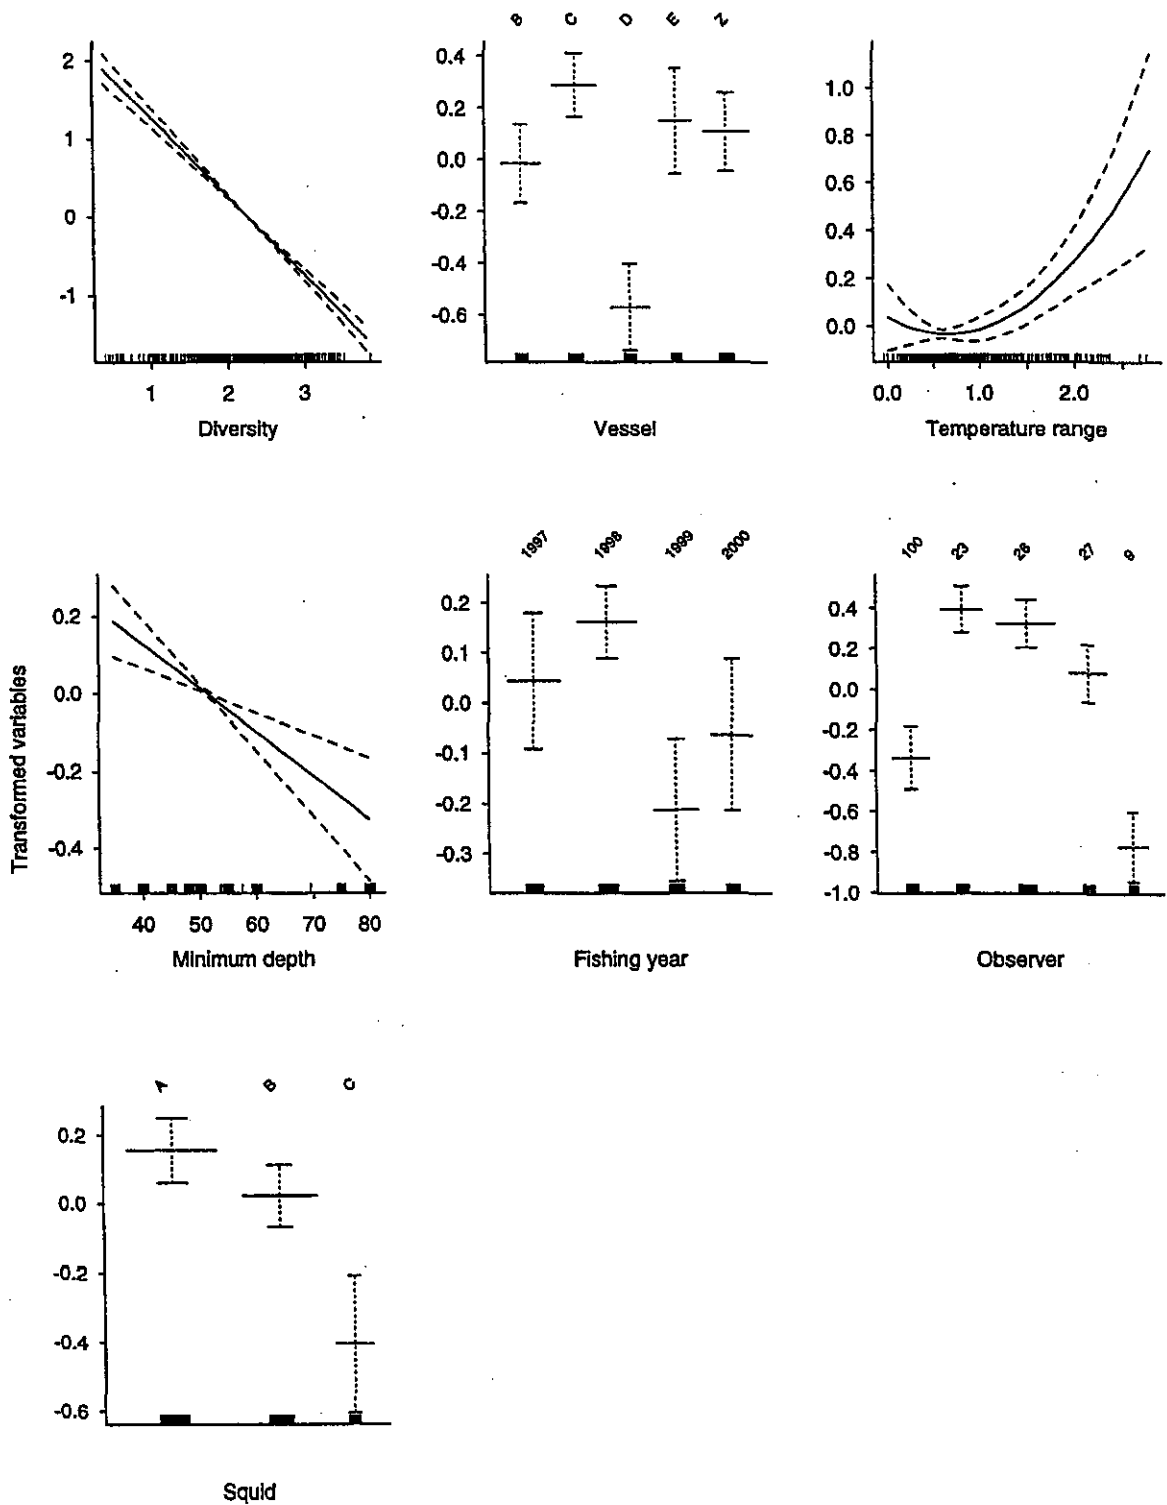 B C D E Z
2 0.4 1.0
0.2 0.8
1 0.0 0.6
0 -0.2 0.4
-0.4 0.2
-1 -0.6 0.0
1 2 3 0.0 1.0 2.0
Diversity Vessel Temperature range
1997 1998 1999 2000 100 23 26 27 9
0.2 0.2 0.4
0.1 0.2
0.0 0.0 0.0
-0.1 -0.2
-0.2 -0.2 -0.4
-0.6
-0.4 -0.3 -0.8
-1.0
Transformed variables
40 50 60 70 80
Minimum depth Fishing year Observer
A B C
0.2
0.0
-0.2
-0.4
-0.6
Squid